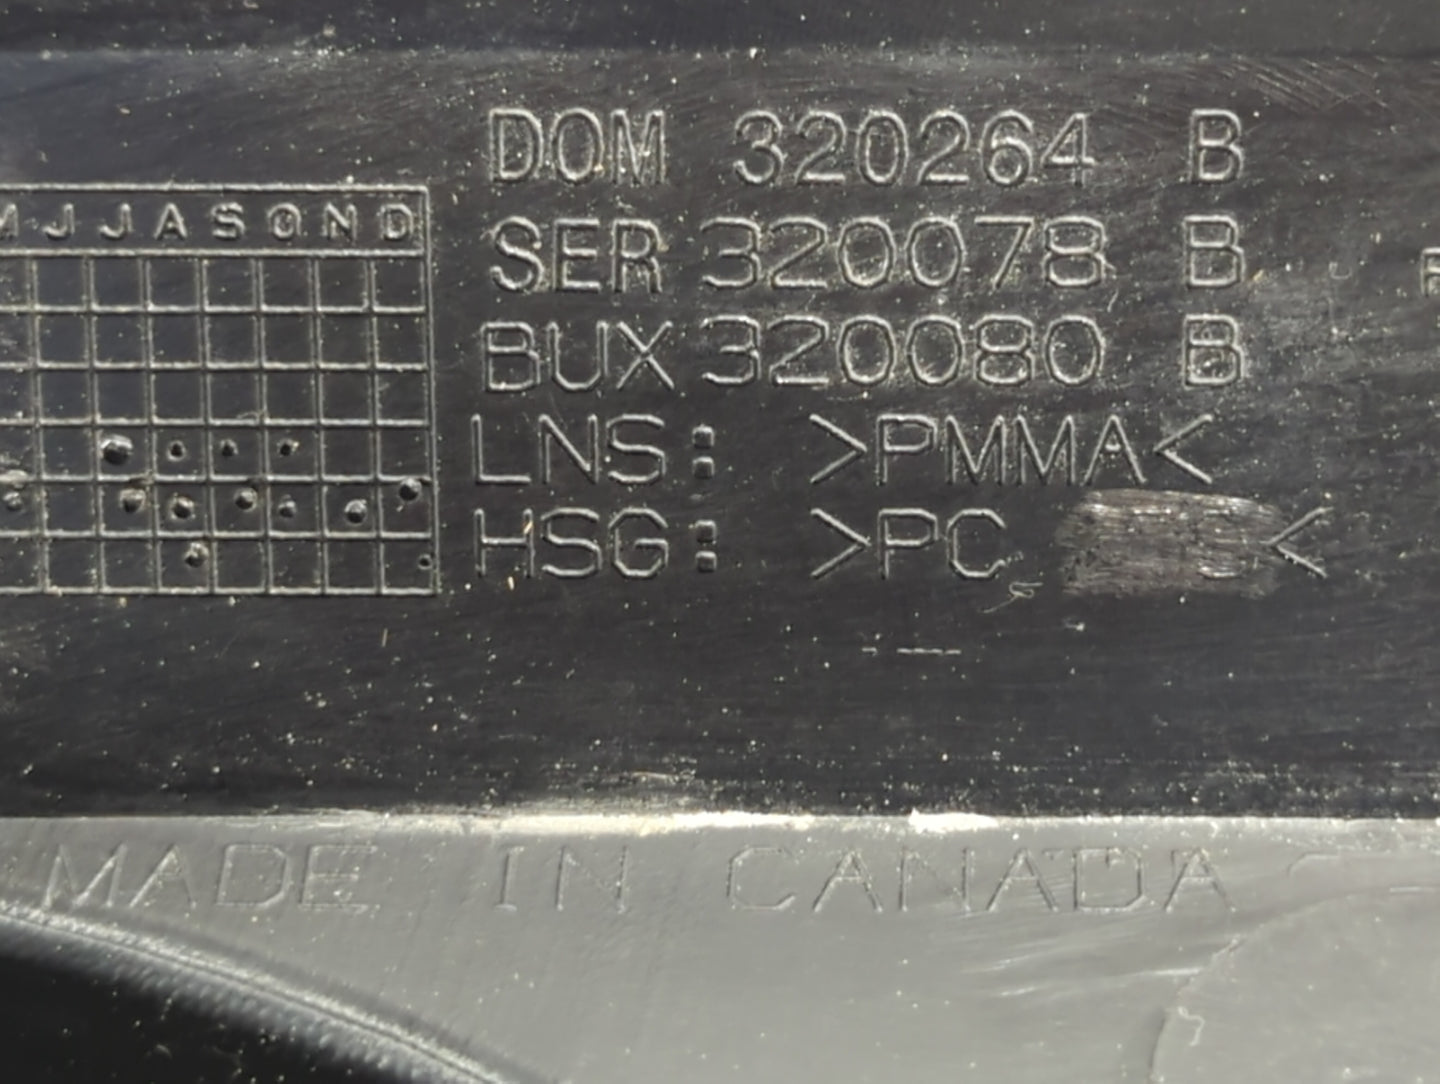 DOM 320264 B
MJJASOND
SER 320078 B
BUX 320080 B
LNS: >PMMA<
HSG: >PC <
MADE IN CANADA